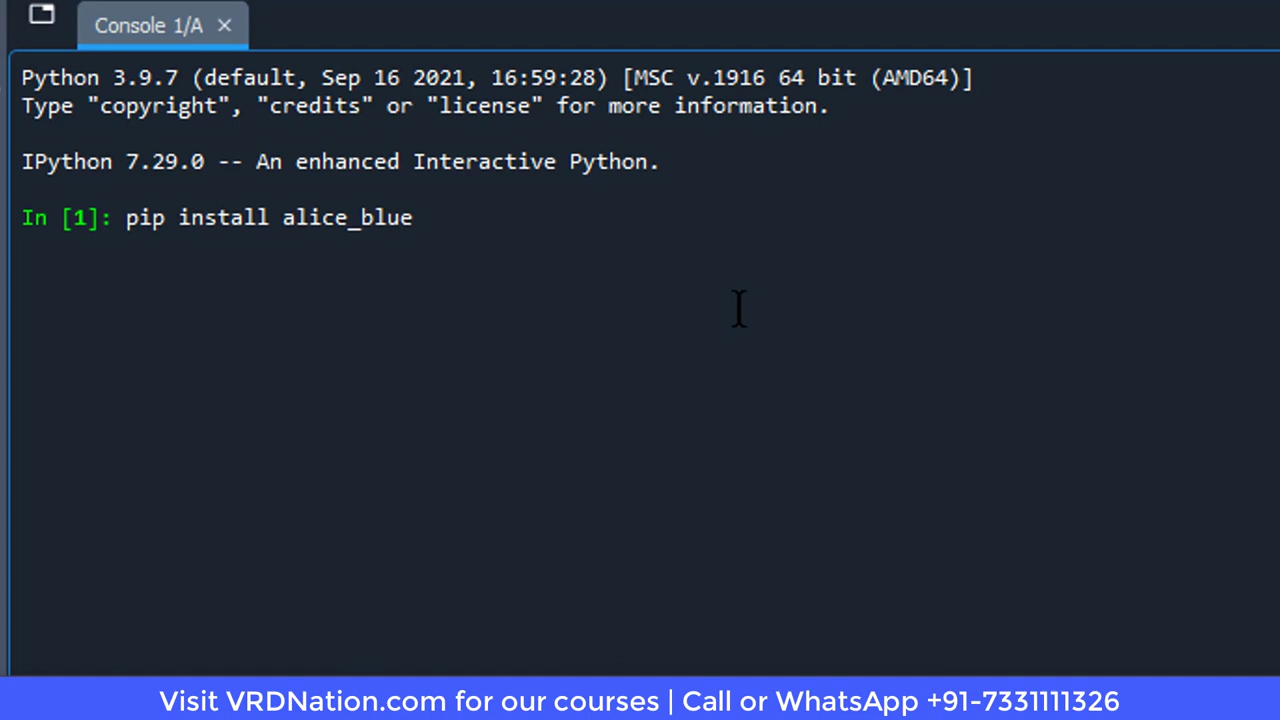 Console 1/A
Python 3.9.7 (default, Sep 16 2021, 16:59:28) [MSC v.1916 64 bit (AMD64)]
Type "copyright", "credits" or "license" for more information.
IPython 7.29.0 -- An enhanced Interactive Python.
In [1]: pip install alice_blue
Visit VRDNation.com for our courses | Call or WhatsApp +91-7331111326